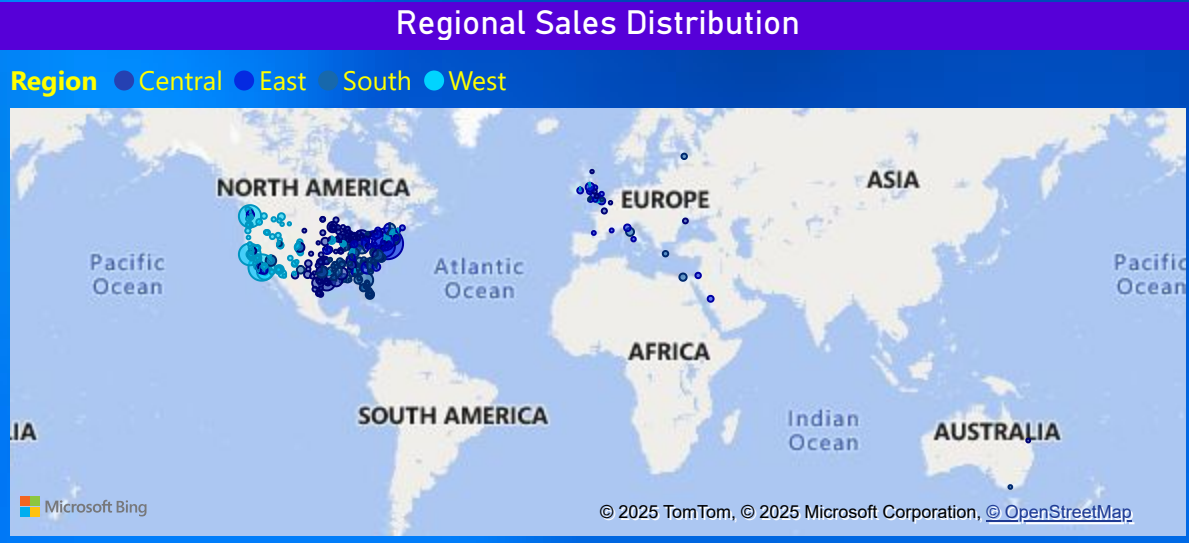 Regional Sales Distribution
Region Central East South West
NORTH AMERICA
EUROPE
ASIA
Pacific
Ocean
Atlantic
Ocean
Pacific
Ocean
AFRICA
SOUTH AMERICA
Indian
Ocean
AUSTRALIA
LIA
Microsoft Bing
© 2025 TomTom, © 2025 Microsoft Corporation, © OpenStreetMap